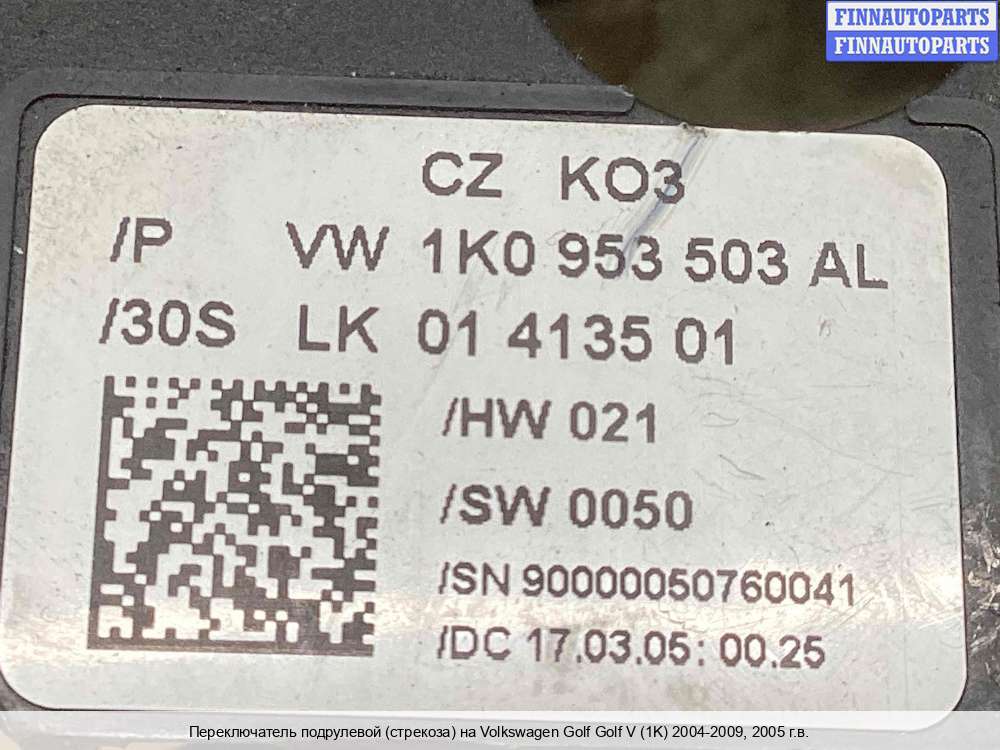 FINNAUTOPARTS
FINNAUTOPARTS
CZ KO3
/P VW 1K0 953 503 AL
/30S LK 01 4135 01
/HW 021
/SW 0050
/SN 90000050760041
/DC 17.03.05: 00.25
Переключатель подрулевой (стрекоза) на Volkswagen Golf Golf V (1K) 2004-2009, 2005 г.в.